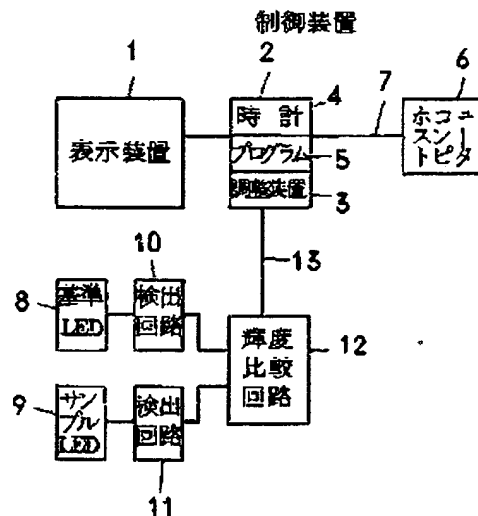 制御装置
1
2
4
6
7
表示装置
時計
プログラム
5
調整装置
3
ホスト
コンピ
ュータ
13
10
8
基準
LED
検出
回路
輝度
比較
回路
12
9
サン
プル
LED
検出
回路
11